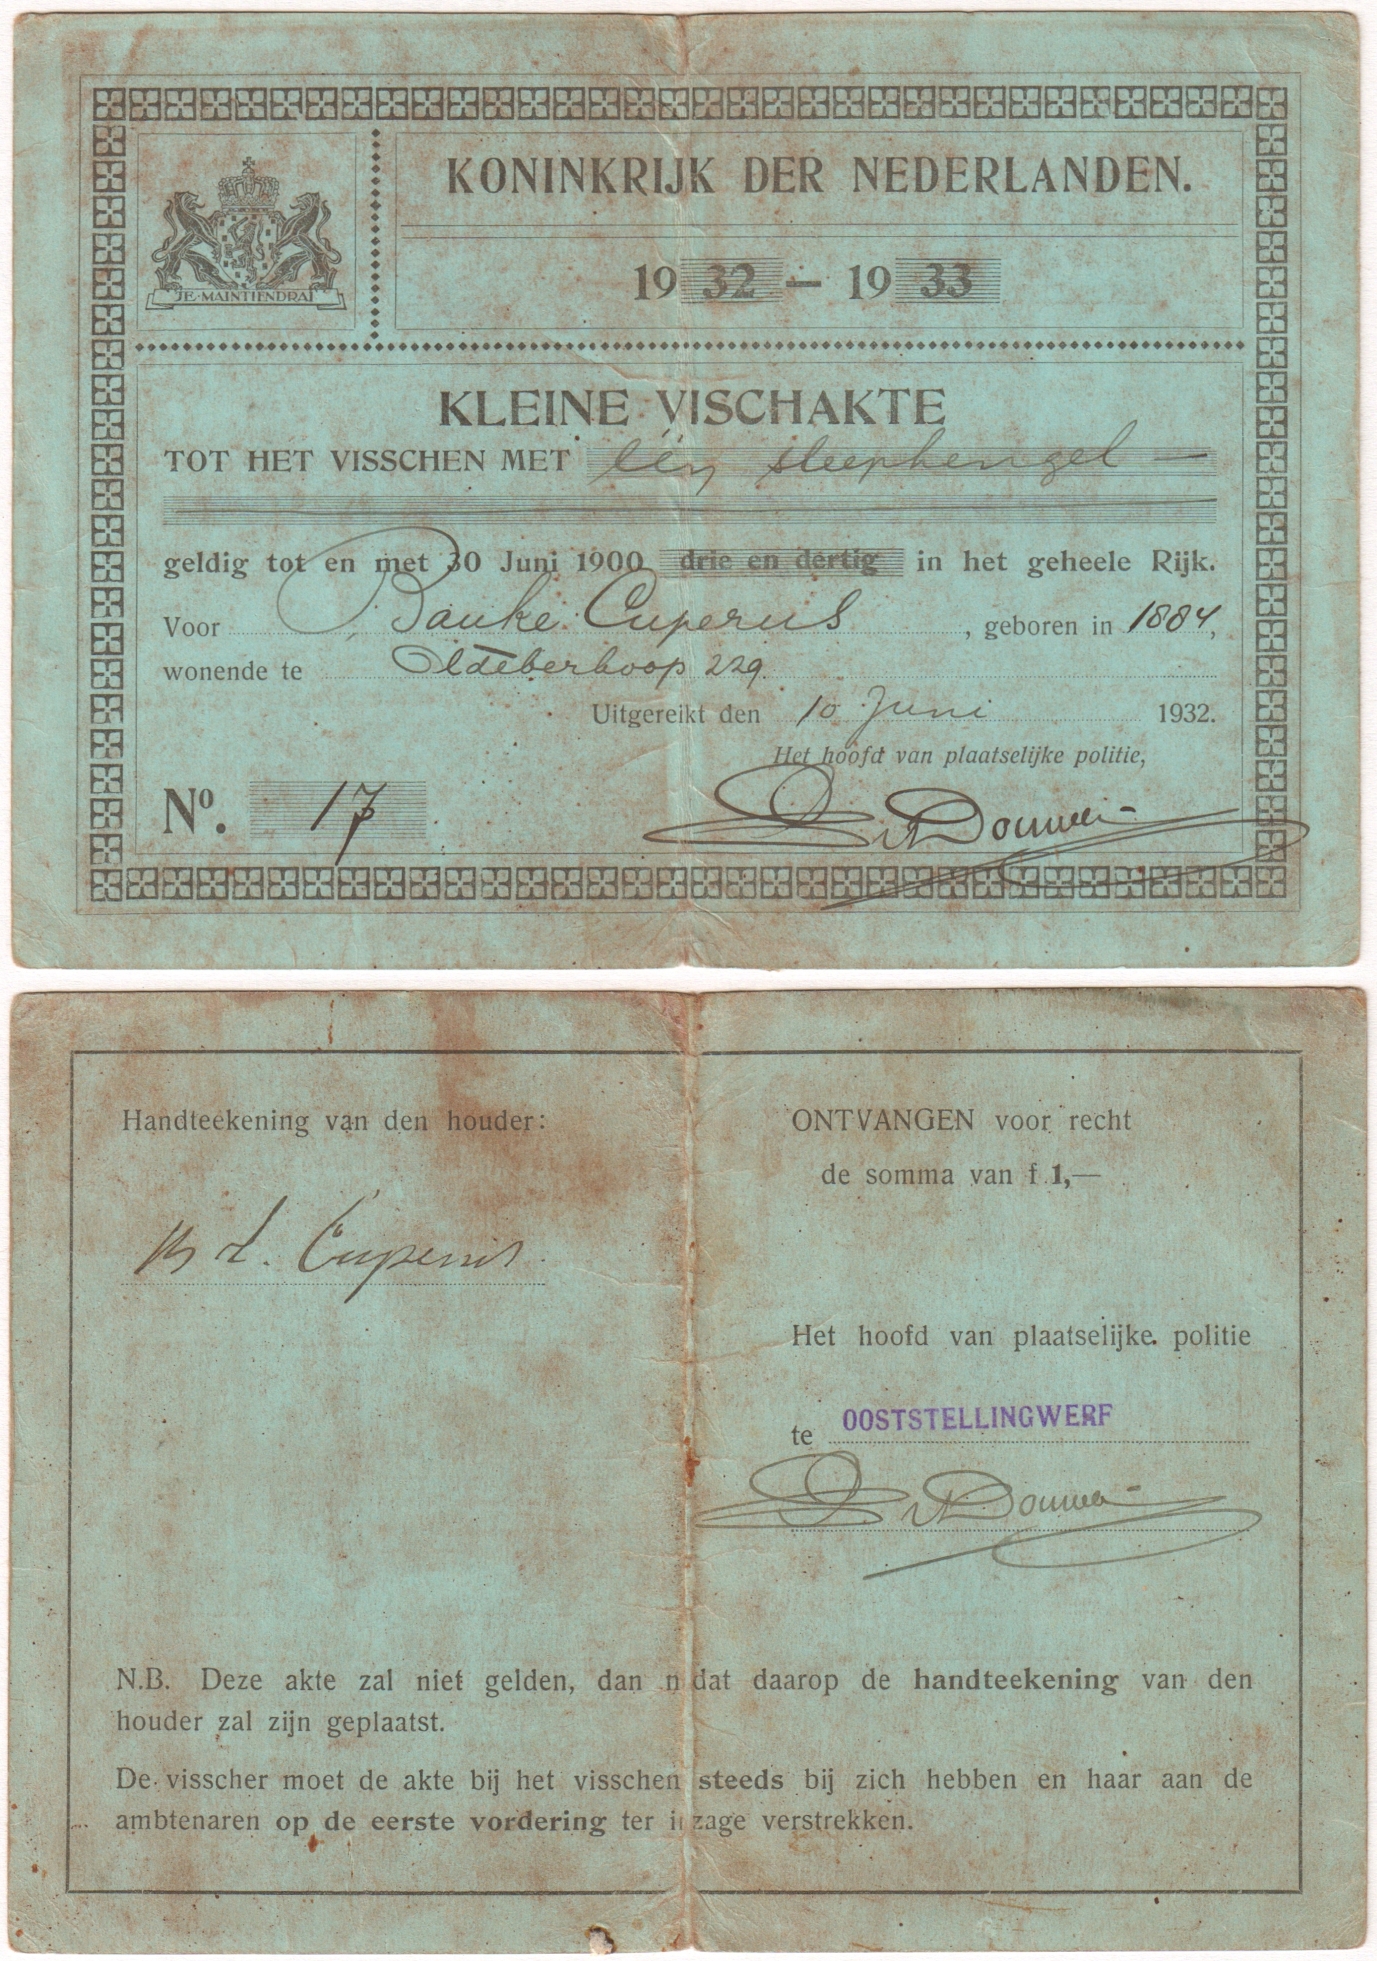 JE·MAINTIENDRAI
KONINKRIJK DER NEDERLANDEN.
1932 — 1933
KLEINE VISCHAKTE
TOT HET VISSCHEN MET één sleephengel —
geldig tot en met 30 Juni 1900 drie en dertig in het geheele Rijk.
Voor Bauke Cuperus, geboren in 1884,
wonende te Oldeberkoop 229.
Uitgereikt den 10 Juni 1932.
Het hoofd van plaatselijke politie,
No. 17
Handteekening van den houder:
Cuperus
ONTVANGEN voor recht
de somma van f 1,—
Het hoofd van plaatselijke politie
te OOSTSTELLINGWERF
N.B. Deze akte zal niet gelden, dan n dat daarop de handteekening van den
houder zal zijn geplaatst.
De visscher moet de akte bij het visschen steeds bij zich hebben en haar aan de
ambtenaren op de eerste vordering ter inzage verstrekken.